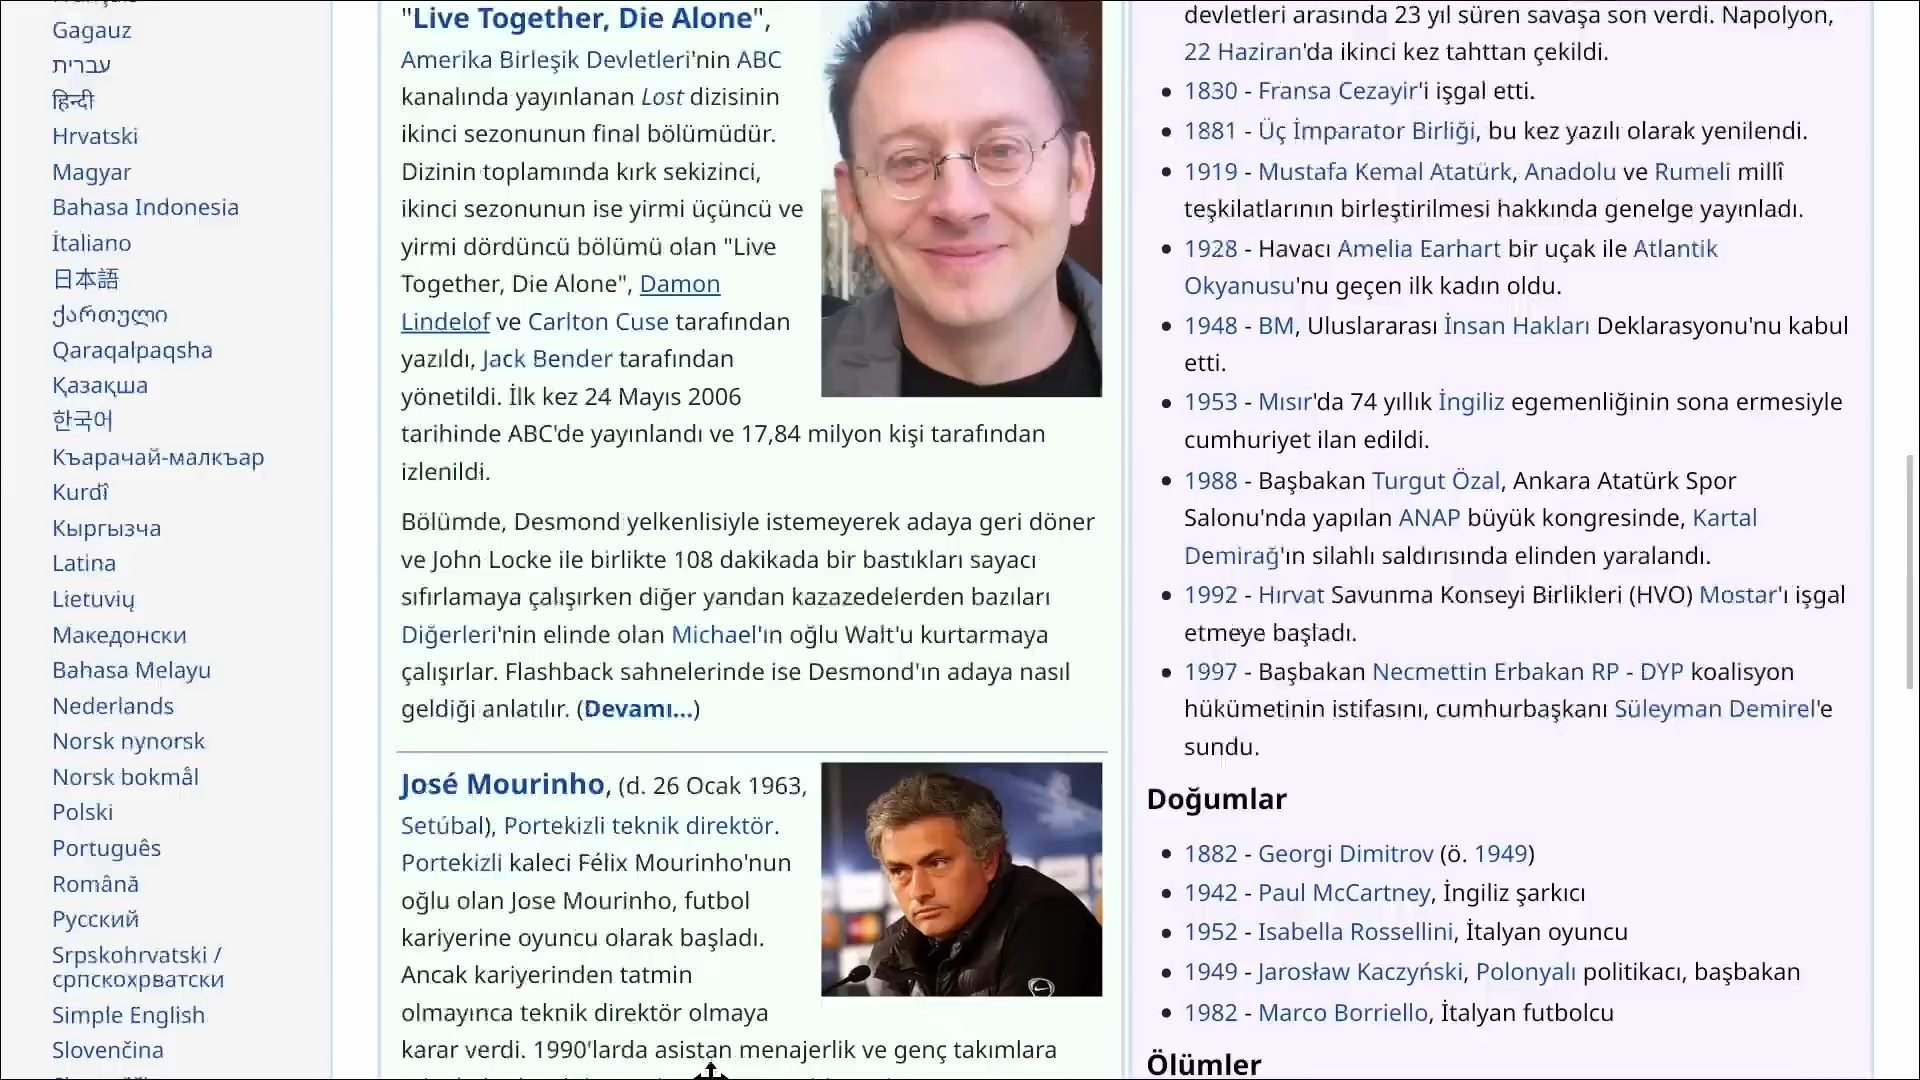 Gagauz
עברית
हिन्दी
Hrvatski
Magyar
Bahasa Indonesia
İtaliano
日本語
ქართული
Qaraqalpaqsha
Қазақша
한국어
Къарачай-малкъар
Kurdî
Кыргызча
Latina
Lietuvių
Македонски
Bahasa Melayu
Nederlands
Norsk nynorsk
Norsk bokmål
Polski
Português
Română
Русский
Srpskohrvatski /
српскохрватски
Simple English
Slovenčina
"Live Together, Die Alone",
Amerika Birleşik Devletleri'nin ABC
kanalında yayınlanan Lost dizisinin
ikinci sezonunun final bölümüdür.
Dizinin toplamında kırk sekizinci,
ikinci sezonunun ise yirmi üçüncü ve
yirmi dördüncü bölümü olan "Live
Together, Die Alone", Damon
Lindelof ve Carlton Cuse tarafından
yazıldı, Jack Bender tarafından
yönetildi. İlk kez 24 Mayıs 2006
tarihinde ABC'de yayınlandı ve 17,84 milyon kişi tarafından
izlenildi.
Bölümde, Desmond yelkenlisiyle istemeyerek adaya geri döner
ve John Locke ile birlikte 108 dakikada bir bastıkları sayacı
sıfırlamaya çalışırken diğer yandan kazazedelerden bazıları
Diğerleri'nin elinde olan Michael'ın oğlu Walt'u kurtarmaya
çalışırlar. Flashback sahnelerinde ise Desmond'ın adaya nasıl
geldiği anlatılır. (Devamı...)
José Mourinho, (d. 26 Ocak 1963,
Setúbal), Portekizli teknik direktör.
Portekizli kaleci Félix Mourinho'nun
oğlu olan Jose Mourinho, futbol
kariyerine oyuncu olarak başladı.
Ancak kariyerinden tatmin
olmayınca teknik direktör olmaya
karar verdi. 1990'larda asistan menajerlik ve genç takımlara
devletleri arasında 23 yıl süren savaşa son verdi. Napolyon,
22 Haziran'da ikinci kez tahttan çekildi.
• 1830 - Fransa Cezayir'i işgal etti.
• 1881 - Üç İmparator Birliği, bu kez yazılı olarak yenilendi.
• 1919 - Mustafa Kemal Atatürk, Anadolu ve Rumeli millî
teşkilatlarının birleştirilmesi hakkında genelge yayınladı.
• 1928 - Havacı Amelia Earhart bir uçak ile Atlantik
Okyanusu'nu geçen ilk kadın oldu.
• 1948 - BM, Uluslararası İnsan Hakları Deklarasyonu'nu kabul
etti.
• 1953 - Mısır'da 74 yıllık İngiliz egemenliğinin sona ermesiyle
cumhuriyet ilan edildi.
• 1988 - Başbakan Turgut Özal, Ankara Atatürk Spor
Salonu'nda yapılan ANAP büyük kongresinde, Kartal
Demirağ'ın silahlı saldırısında elinden yaralandı.
• 1992 - Hırvat Savunma Konseyi Birlikleri (HVO) Mostar'ı işgal
etmeye başladı.
• 1997 - Başbakan Necmettin Erbakan RP - DYP koalisyon
hükümetinin istifasını, cumhurbaşkanı Süleyman Demirel'e
sundu.
Doğumlar
• 1882 - Georgi Dimitrov (ö. 1949)
• 1942 - Paul McCartney, İngiliz şarkıcı
• 1952 - Isabella Rossellini, İtalyan oyuncu
• 1949 - Jarosław Kaczyński, Polonyalı politikacı, başbakan
• 1982 - Marco Borriello, İtalyan futbolcu
Ölümler